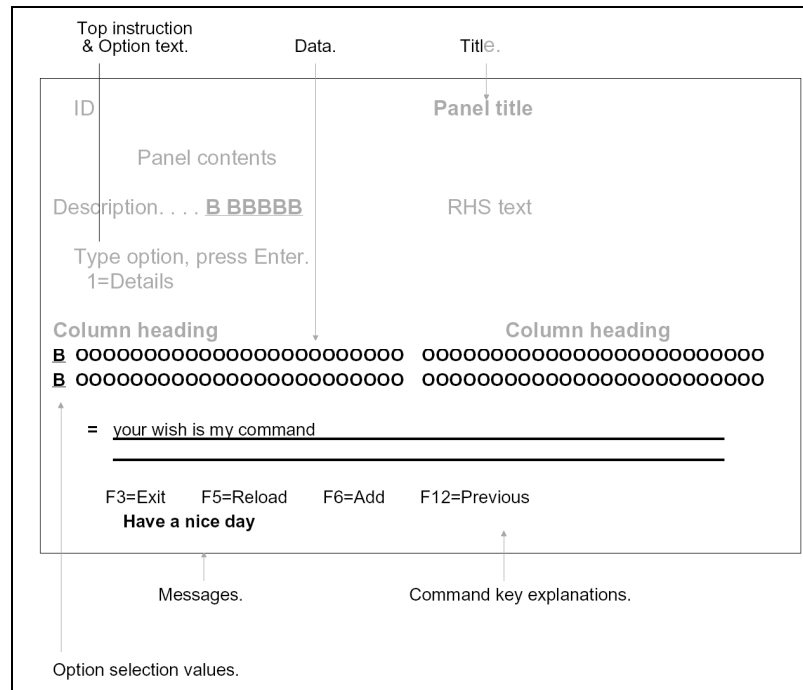 Top instruction
& Option text.
Data.
Title.
ID
Panel title
Panel contents
Description. . . . B BBBBB
RHS text
Type option, press Enter.
1=Details
Column heading
Column heading
B OOOOOOOOOOOOOOOOOOOOOOOO OOOOOOOOOOOOOOOOOOOOOOOOO
B OOOOOOOOOOOOOOOOOOOOOOOO OOOOOOOOOOOOOOOOOOOOOOOOO
= your wish is my command
F3=Exit F5=Reload F6=Add F12=Previous
Have a nice day
Messages.
Command key explanations.
Option selection values.